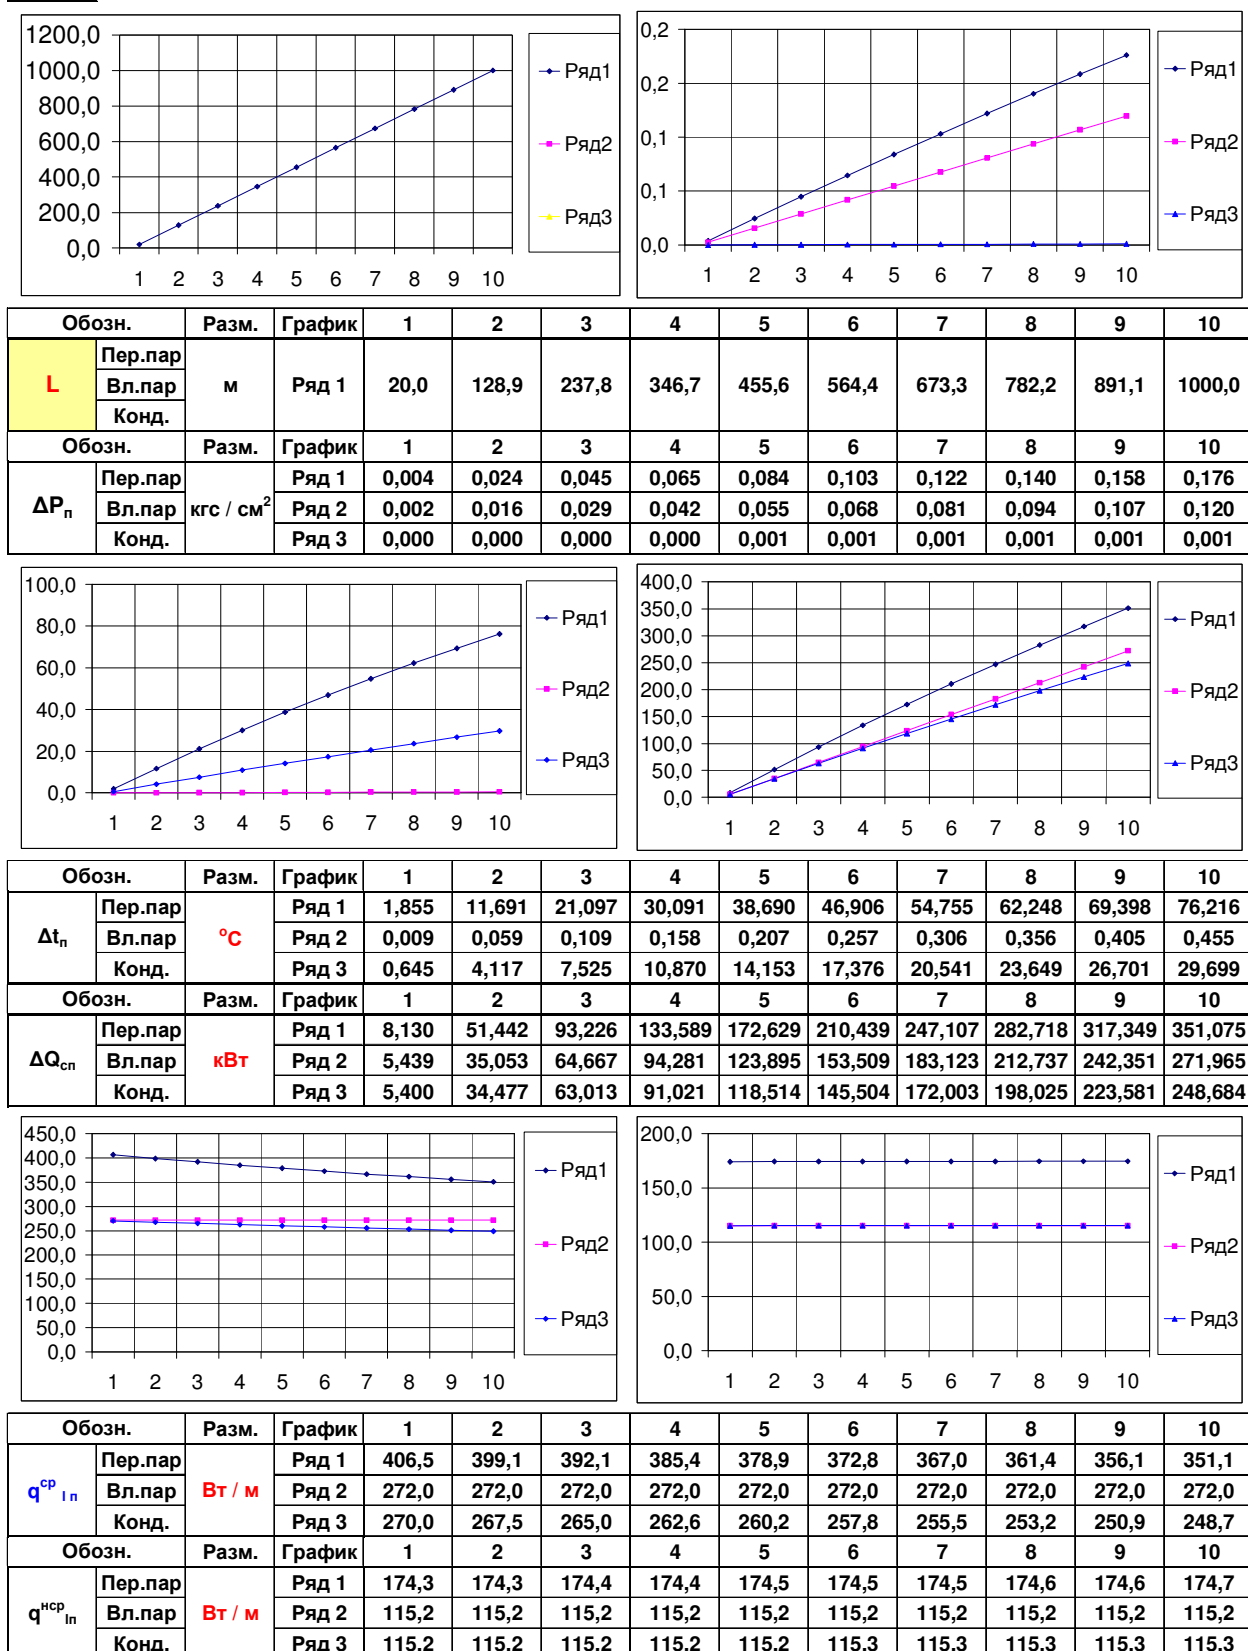 1200,0
1000,0
800,0
600,0
400,0
200,0
0,0
1 2 3 4 5 6 7 8 9 10
Ряд1
Ряд2
Ряд3
0,2
0,2
0,1
0,1
0,0
1 2 3 4 5 6 7 8 9 10
Ряд1
Ряд2
Ряд3
Обозн. Разм. График 1 2 3 4 5 6 7 8 9 10
Пер.пар
L Вл.пар м Ряд 1 20,0 128,9 237,8 346,7 455,6 564,4 673,3 782,2 891,1 1000,0
Конд.
Обозн. Разм. График 1 2 3 4 5 6 7 8 9 10
Пер.пар Ряд 1 0,004 0,024 0,045 0,065 0,084 0,103 0,122 0,140 0,158 0,176
ΔPп Вл.пар кгс / см² Ряд 2 0,002 0,016 0,029 0,042 0,055 0,068 0,081 0,094 0,107 0,120
Конд. Ряд 3 0,000 0,000 0,000 0,000 0,001 0,001 0,001 0,001 0,001 0,001
100,0
80,0
60,0
40,0
20,0
0,0
1 2 3 4 5 6 7 8 9 10
Ряд1
Ряд2
Ряд3
400,0
350,0
300,0
250,0
200,0
150,0
100,0
50,0
0,0
1 2 3 4 5 6 7 8 9 10
Ряд1
Ряд2
Ряд3
Обозн. Разм. График 1 2 3 4 5 6 7 8 9 10
Пер.пар Ряд 1 1,855 11,691 21,097 30,091 38,690 46,906 54,755 62,248 69,398 76,216
Δtп Вл.пар °С Ряд 2 0,009 0,059 0,109 0,158 0,207 0,257 0,306 0,356 0,405 0,455
Конд. Ряд 3 0,645 4,117 7,525 10,870 14,153 17,376 20,541 23,649 26,701 29,699
Обозн. Разм. График 1 2 3 4 5 6 7 8 9 10
Пер.пар Ряд 1 8,130 51,442 93,226 133,589 172,629 210,439 247,107 282,718 317,349 351,075
ΔQсп Вл.пар кВт Ряд 2 5,439 35,053 64,667 94,281 123,895 153,509 183,123 212,737 242,351 271,965
Конд. Ряд 3 5,400 34,477 63,013 91,021 118,514 145,504 172,003 198,025 223,581 248,684
450,0
400,0
350,0
300,0
250,0
200,0
150,0
100,0
50,0
0,0
1 2 3 4 5 6 7 8 9 10
Ряд1
Ряд2
Ряд3
200,0
150,0
100,0
50,0
0,0
1 2 3 4 5 6 7 8 9 10
Ряд1
Ряд2
Ряд3
Обозн. Разм. График 1 2 3 4 5 6 7 8 9 10
Пер.пар Ряд 1 406,5 399,1 392,1 385,4 378,9 372,8 367,0 361,4 356,1 351,1
q^ср l п Вл.пар Вт / м Ряд 2 272,0 272,0 272,0 272,0 272,0 272,0 272,0 272,0 272,0 272,0
Конд. Ряд 3 270,0 267,5 265,0 262,6 260,2 257,8 255,5 253,2 250,9 248,7
Обозн. Разм. График 1 2 3 4 5 6 7 8 9 10
Пер.пар Ряд 1 174,3 174,3 174,4 174,4 174,5 174,5 174,5 174,6 174,6 174,7
q^нср lп Вл.пар Вт / м Ряд 2 115,2 115,2 115,2 115,2 115,2 115,2 115,2 115,2 115,2 115,2
Конд. Ряд 3 115,2 115,2 115,2 115,2 115,2 115,3 115,3 115,3 115,3 115,3